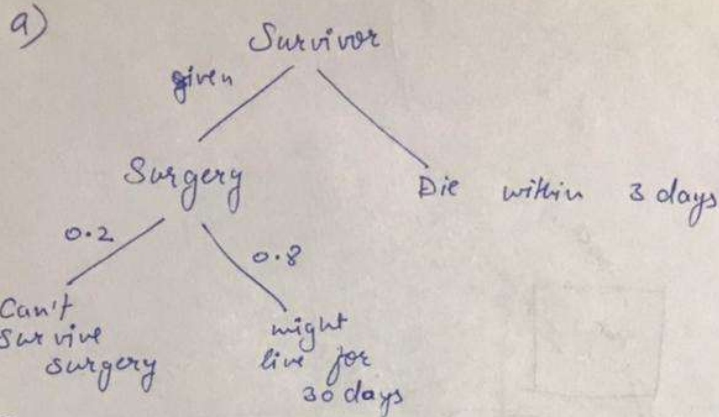 a)
Survivor
given
Surgery
Die within 3 days
0.2
0.8
Can't
survive
surgery
might
live for
30 days